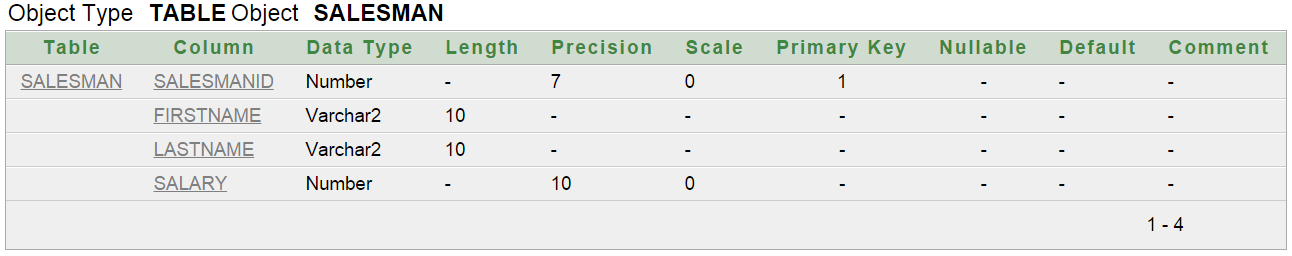 Object Type TABLE Object SALESMAN
Table Column Data Type Length Precision Scale Primary Key Nullable Default Comment
SALESMAN SALESMANID Number - 7 0 1 - - -
FIRSTNAME Varchar2 10 - - - - - -
LASTNAME Varchar2 10 - - - - - -
SALARY Number - 10 0 - - - -
1 - 4